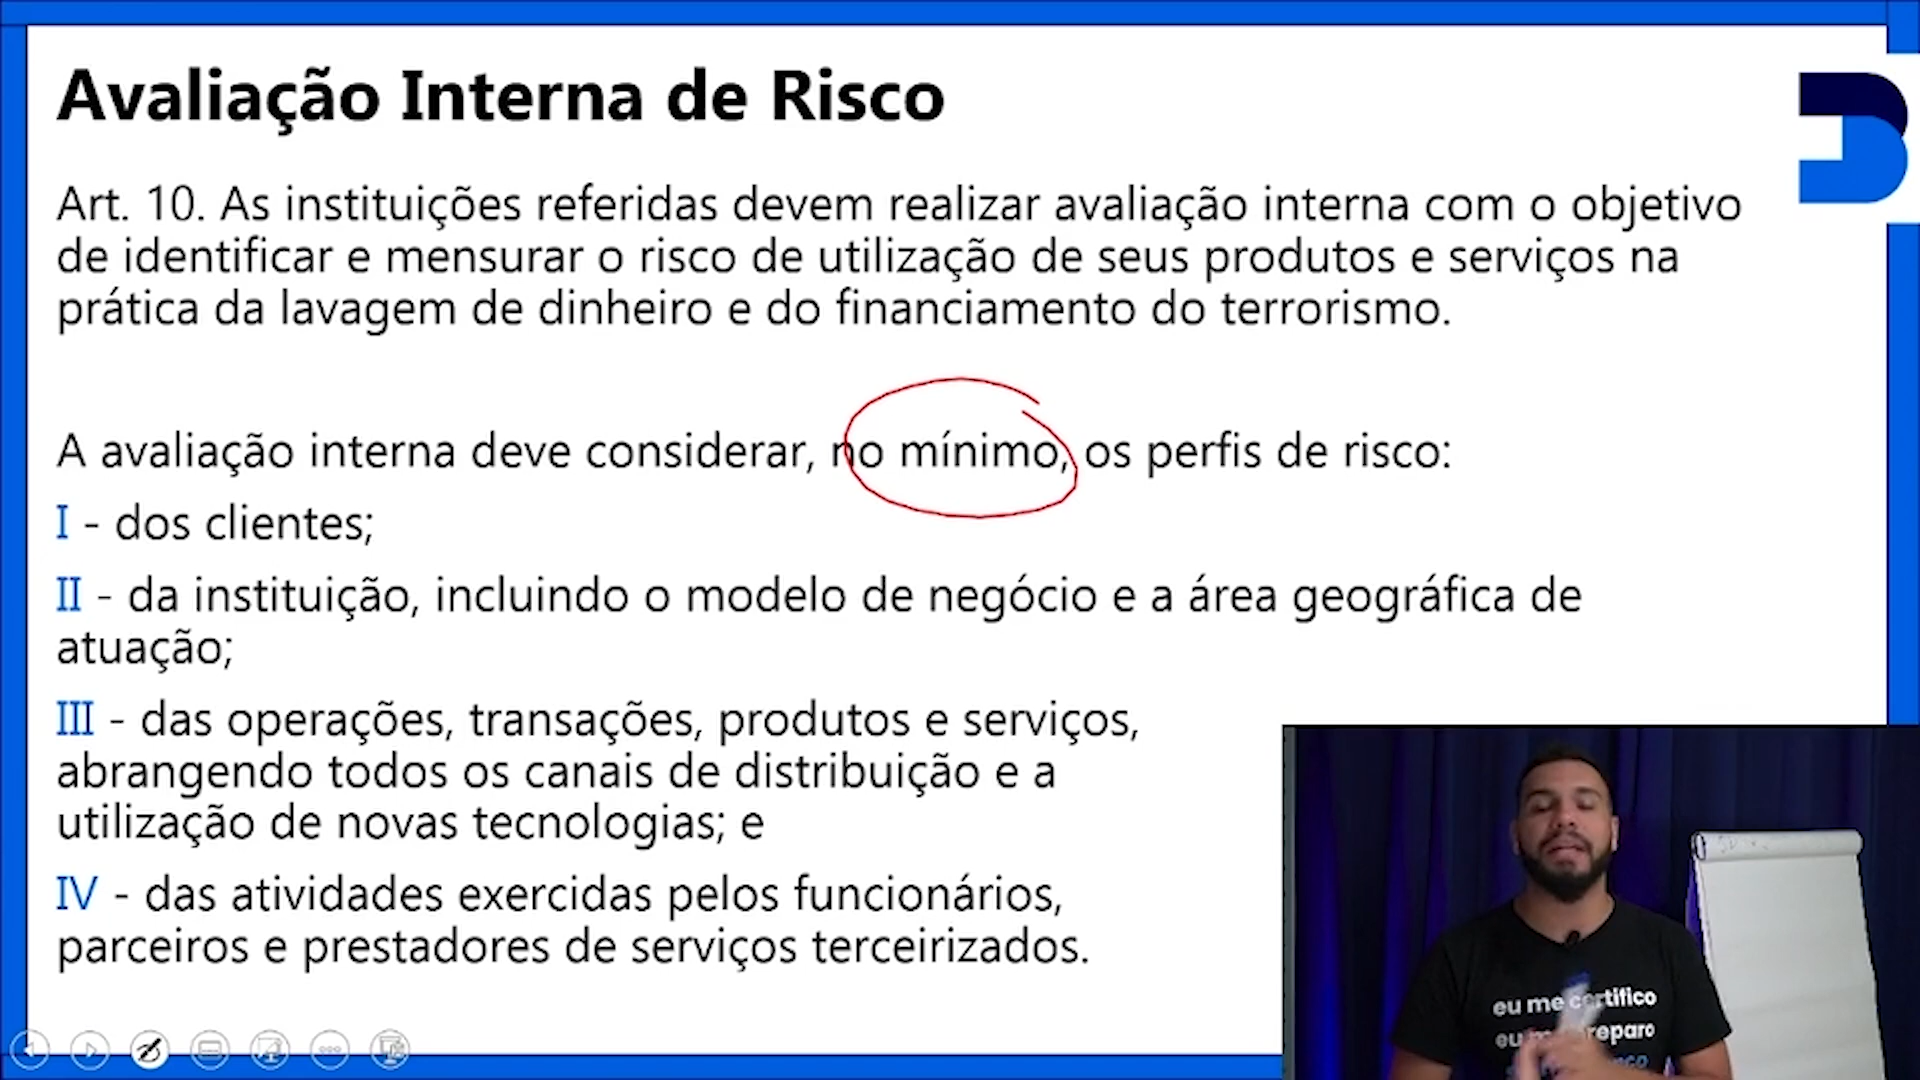 Avaliação Interna de Risco
Art. 10. As instituições referidas devem realizar avaliação interna com o objetivo
de identificar e mensurar o risco de utilização de seus produtos e serviços na
prática da lavagem de dinheiro e do financiamento do terrorismo.
A avaliação interna deve considerar, no mínimo, os perfis de risco:
I - dos clientes;
II - da instituição, incluindo o modelo de negócio e a área geográfica de
atuação;
III - das operações, transações, produtos e serviços,
abrangendo todos os canais de distribuição e a
utilização de novas tecnologias; e
IV - das atividades exercidas pelos funcionários,
parceiros e prestadores de serviços terceirizados.
eu me certifico
eu